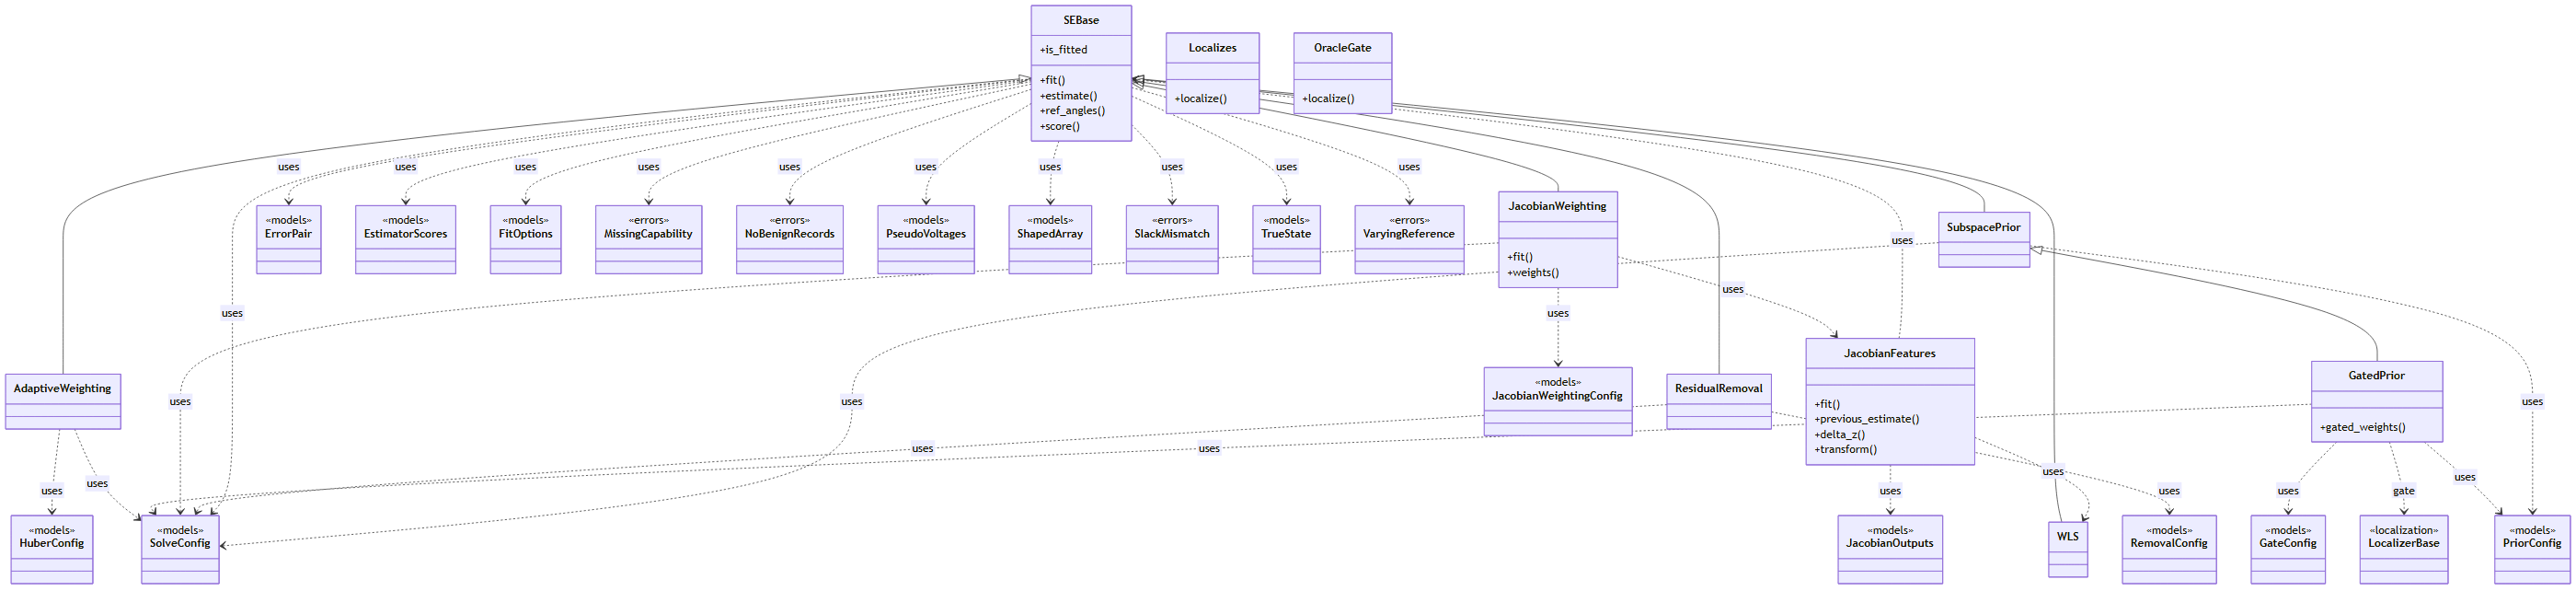 SEBase
+is_fitted
+fit()
+estimate()
+ref_angles()
+score()
Localizes
+localize()
OracleGate
+localize()
uses
uses
uses
uses
uses
uses
uses
uses
uses
uses
«models»
ErrorPair
«models»
EstimatorScores
«models»
FitOptions
«errors»
MissingCapability
«errors»
NoBenignRecords
«models»
PseudoVoltages
«models»
ShapedArray
«errors»
SlackMismatch
«models»
TrueState
«errors»
VaryingReference
JacobianWeighting
+fit()
+weights()
SubspacePrior
uses
uses
uses
uses
JacobianFeatures
+fit()
+previous_estimate()
+delta_z()
+transform()
GatedPrior
+gated_weights()
AdaptiveWeighting
«models»
JacobianWeightingConfig
ResidualRemoval
uses
uses
uses
uses
uses
uses
uses
uses
uses
uses
uses
uses
gate
uses
«models»
HuberConfig
«models»
SolveConfig
«models»
JacobianOutputs
WLS
«models»
RemovalConfig
«models»
GateConfig
«localization»
LocalizerBase
«models»
PriorConfig